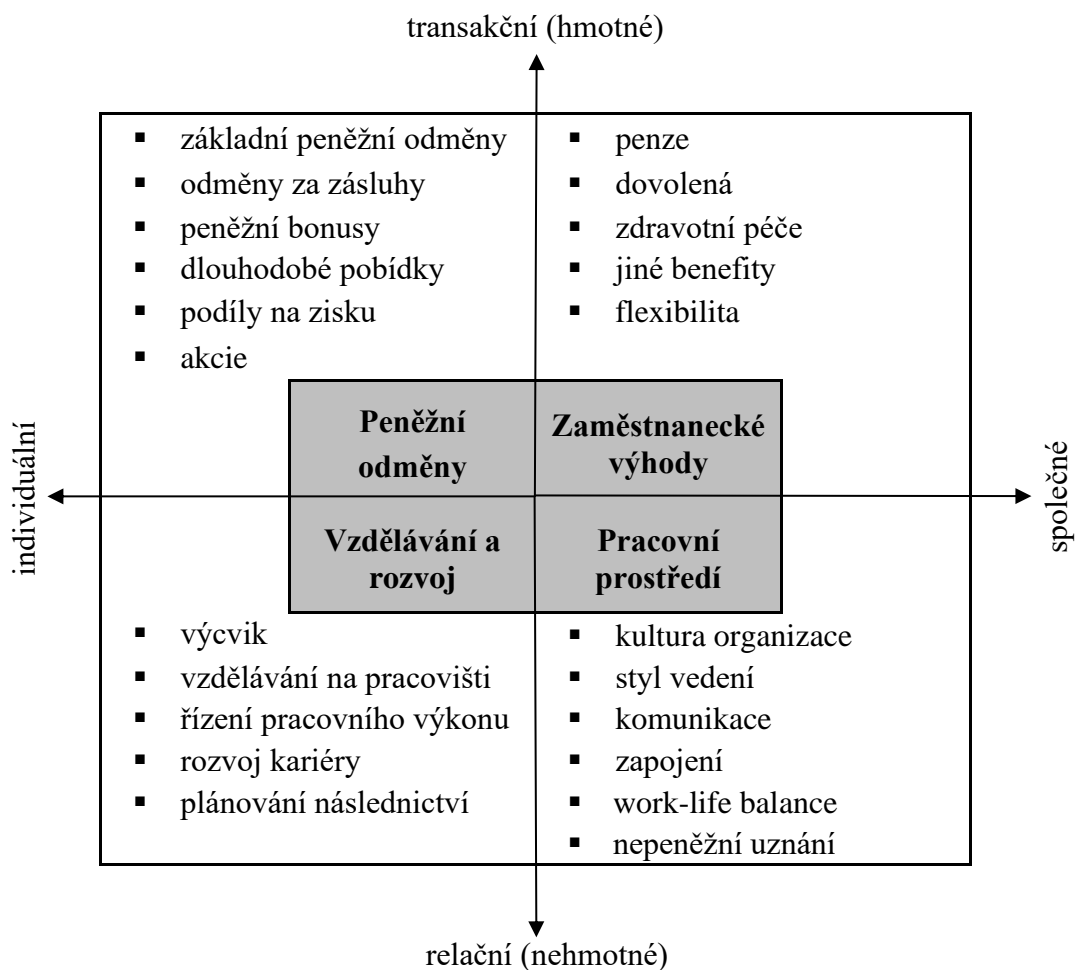 transakční (hmotné)
▪ základní peněžní odměny
▪ odměny za zásluhy
▪ peněžní bonusy
▪ dlouhodobé pobídky
▪ podíly na zisku
▪ akcie
▪ penze
▪ dovolená
▪ zdravotní péče
▪ jiné benefity
▪ flexibilita
individuální
Peněžní
odměny
Zaměstnanecké
výhody
společné
Vzdělávání a
rozvoj
Pracovní
prostředí
▪ výcvik
▪ vzdělávání na pracovišti
▪ řízení pracovního výkonu
▪ rozvoj kariéry
▪ plánování následnictví
▪ kultura organizace
▪ styl vedení
▪ komunikace
▪ zapojení
▪ work-life balance
▪ nepeněžní uznání
relační (nehmotné)